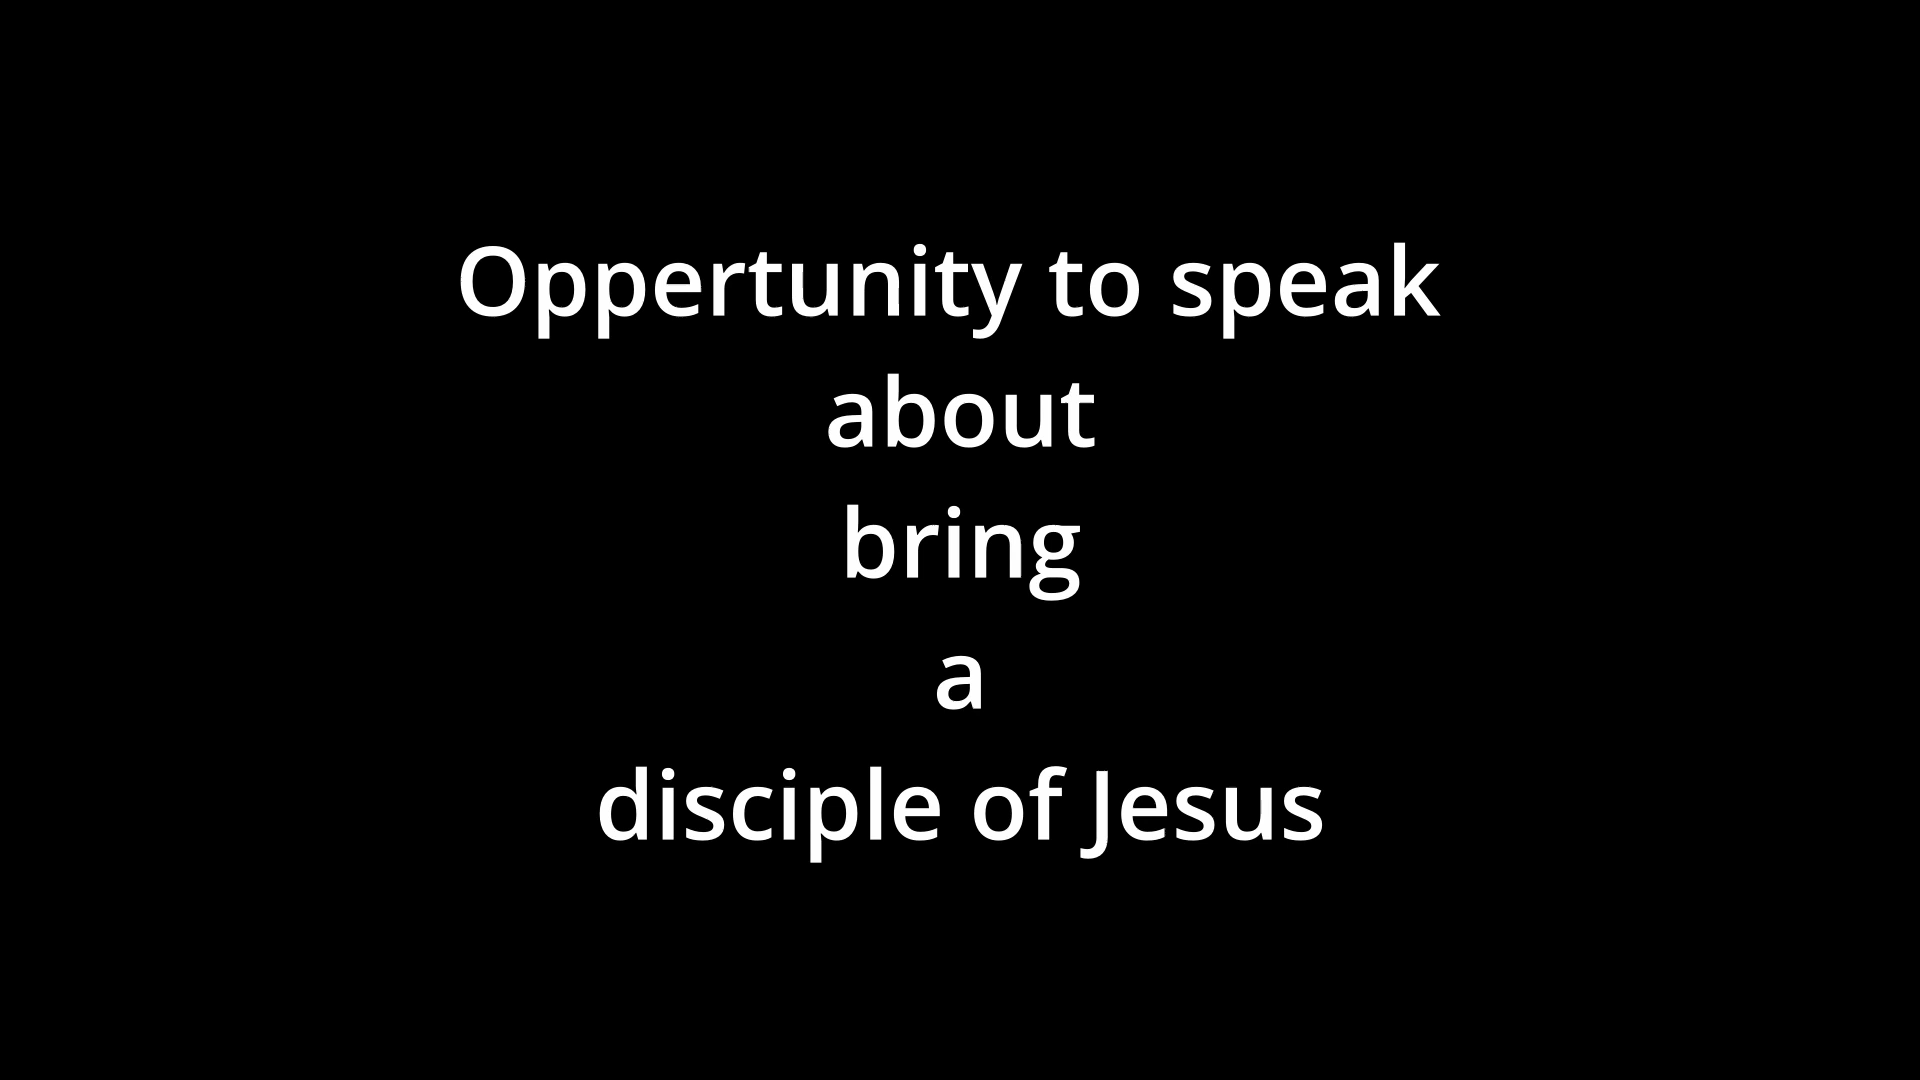 Oppertunity to speak
about
bring
a
disciple of Jesus